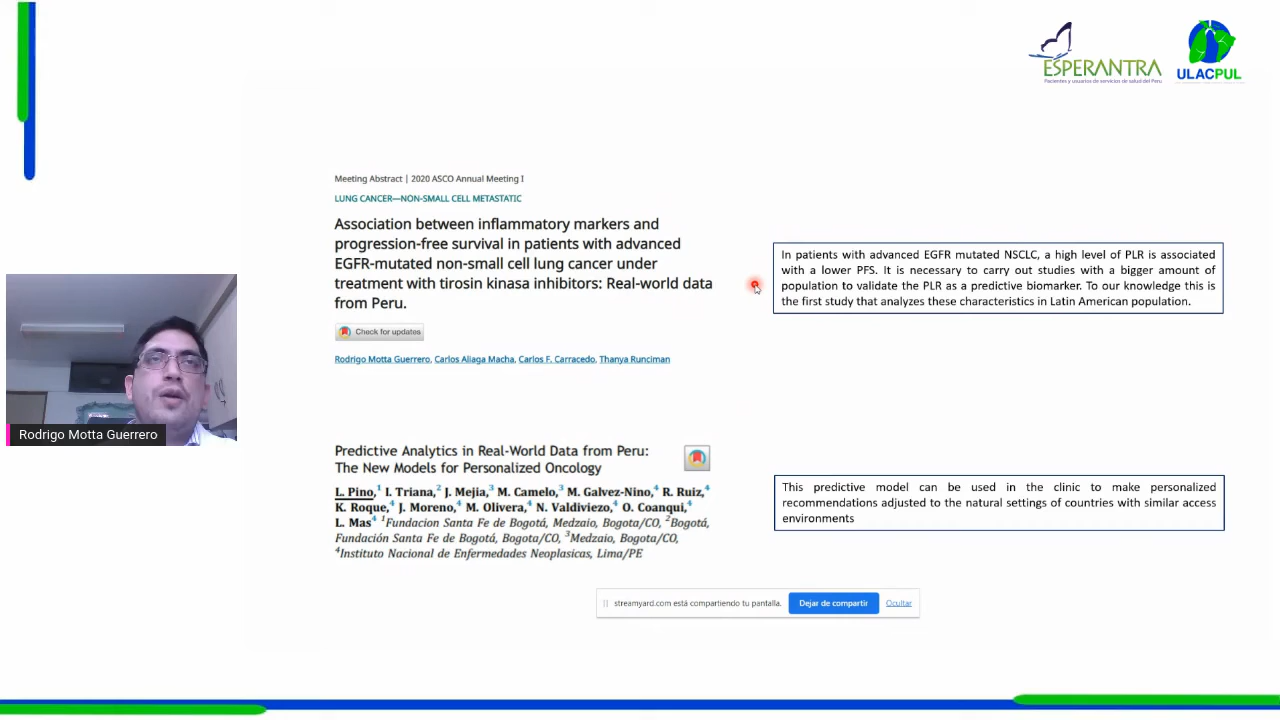 ESPERANTRA
Pacientes y usuarios de servicios de salud del Perú
ULACPUL
Meeting Abstract | 2020 ASCO Annual Meeting I
LUNG CANCER—NON-SMALL CELL METASTATIC
Association between inflammatory markers and
progression-free survival in patients with advanced
EGFR-mutated non-small cell lung cancer under
treatment with tirosin kinasa inhibitors: Real-world data
from Peru.
Check for updates
Rodrigo Motta Guerrero, Carlos Aliaga Macha, Carlos F. Carracedo, Thanya Runciman
In patients with advanced EGFR mutated NSCLC, a high level of PLR is associated
with a lower PFS. It is necessary to carry out studies with a bigger amount of
population to validate the PLR as a predictive biomarker. To our knowledge this is
the first study that analyzes these characteristics in Latin American population.
Rodrigo Motta Guerrero
Predictive Analytics in Real-World Data from Peru:
The New Models for Personalized Oncology
L. Pino,¹ I. Triana,² J. Mejia,³ M. Camelo,³ M. Galvez-Nino,⁴ R. Ruiz,⁴
K. Roque,⁴ J. Moreno,⁴ M. Olivera,⁴ N. Valdiviezo,⁴ O. Coanqui,⁴
L. Mas⁴ ¹Fundacion Santa Fe de Bogotá, Medzaio, Bogota/CO, ²Bogotá,
Fundación Santa Fe de Bogotá, Bogota/CO, ³Medzaio, Bogota/CO,
⁴Instituto Nacional de Enfermedades Neoplasicas, Lima/PE
This predictive model can be used in the clinic to make personalized
recommendations adjusted to the natural settings of countries with similar access
environments
streamyard.com está compartiendo tu pantalla.
Dejar de compartir
Ocultar